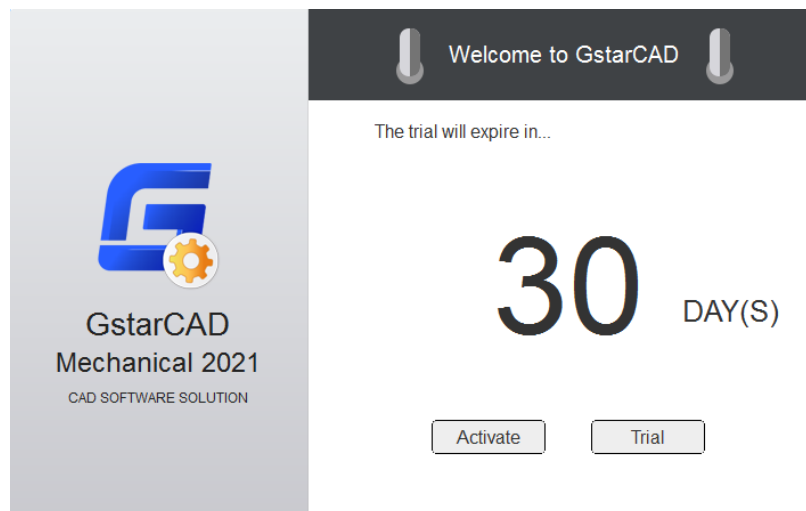 Welcome to GstarCAD
The trial will expire in...
30 DAY(S)
GstarCAD
Mechanical 2021
CAD SOFTWARE SOLUTION
Activate
Trial